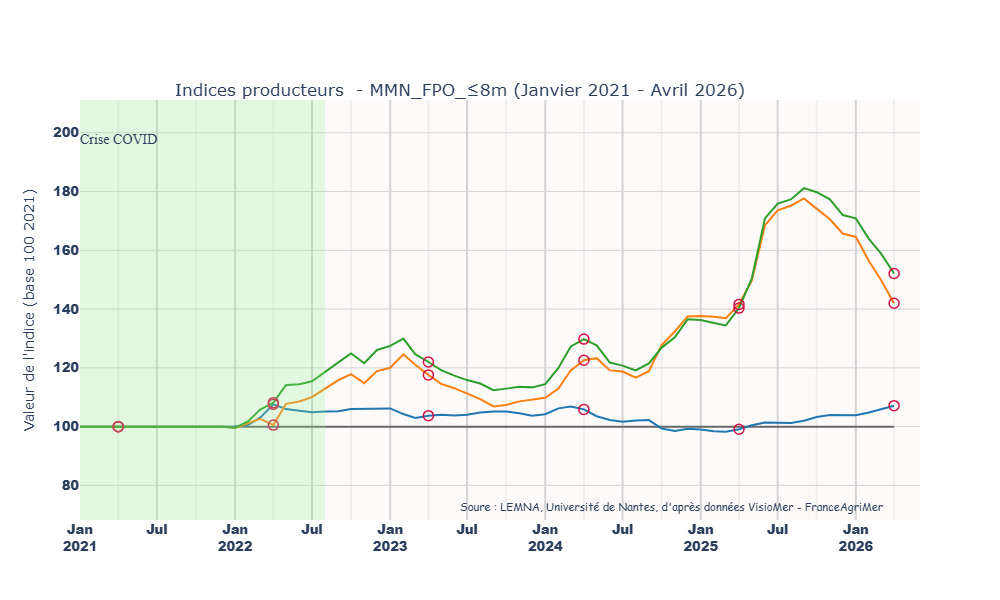 Indices producteurs - MMN_FPO_≤8m (Janvier 2021 - Avril 2026)
Valeur de l'indice (base 100 2021)
200
Crise COVID
180
160
140
120
100
80
Soure : LEMNA, Université de Nantes, d'après données VisioMer - FranceAgriMer
Jan Jul Jan Jul Jan Jul Jan Jul Jan Jul Jan
2021 2022 2023 2024 2025 2026